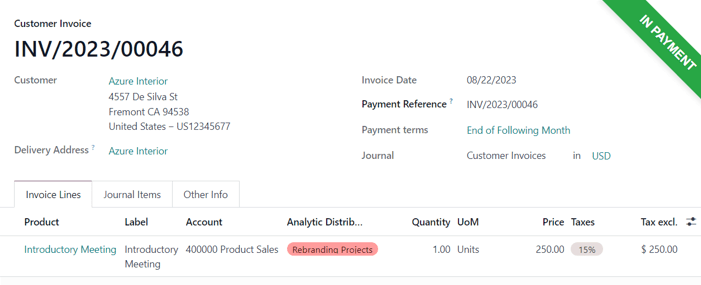 Customer Invoice
IN PAYMENT
INV/2023/00046
Customer Azure Interior Invoice Date 08/22/2023
4557 De Silva St
Fremont CA 94538 Payment Reference ? INV/2023/00046
United States – US12345677 Payment terms End of Following Month
Delivery Address ? Azure Interior Journal Customer Invoices in USD
Invoice Lines Journal Items Other Info
Product Label Account Analytic Distrib... Quantity UoM Price Taxes Tax excl.
Introductory Meeting Introductory 400000 Product Sales Rebranding Projects 1.00 Units 250.00 15% $ 250.00
Meeting